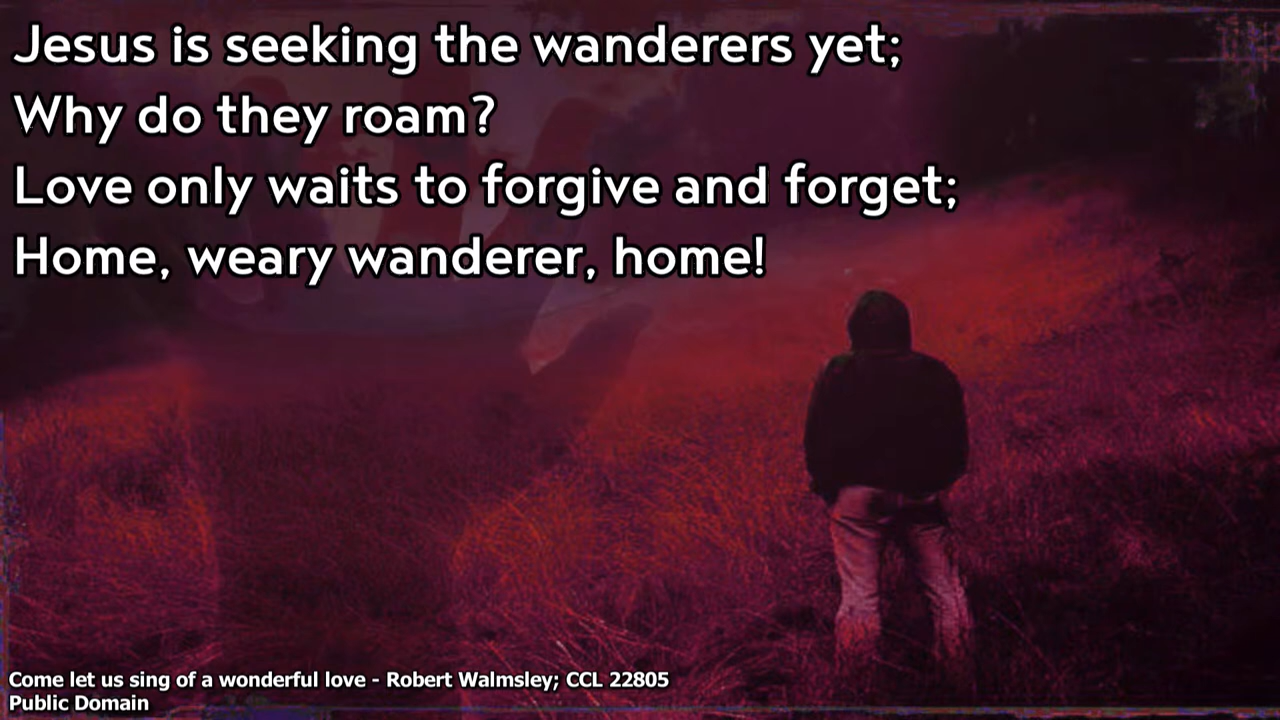 Jesus is seeking the wanderers yet;
Why do they roam?
Love only waits to forgive and forget;
Home, weary wanderer, home!
Come let us sing of a wonderful love - Robert Walmsley; CCL 22805
Public Domain